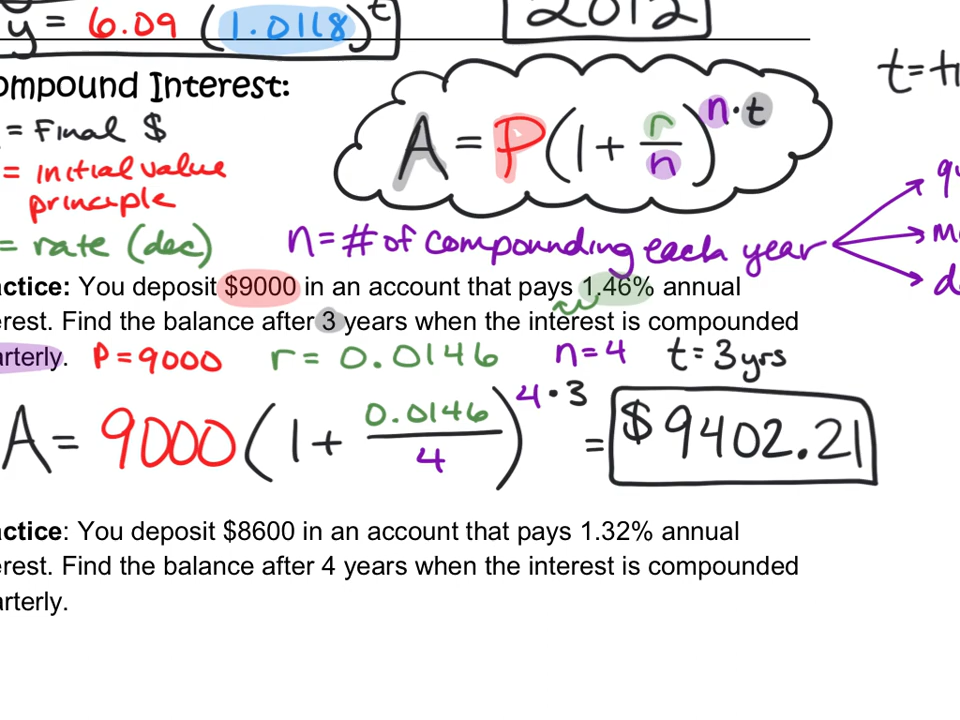 y = 6.09 (1.0118)^t
2012
ompound Interest:
t=
= Final $
A = P(1 + r/n)^n·t
= initial value
principle
= rate (dec)
n = # of compounding each year
actice: You deposit $9000 in an account that pays 1.46% annual
erest. Find the balance after 3 years when the interest is compounded
arterly. P = 9000 r = 0.0146 n=4 t = 3 yrs
A = 9000 (1 + 0.0146/4)^4·3 = $9402.21
actice: You deposit $8600 in an account that pays 1.32% annual
erest. Find the balance after 4 years when the interest is compounded
arterly.